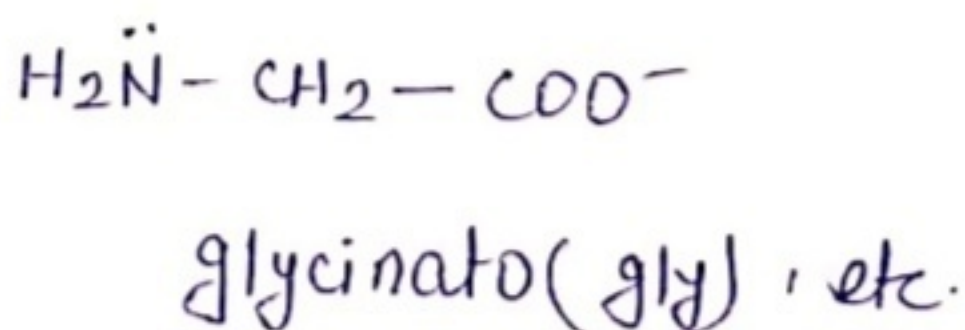 H₂N̈ - CH₂ - COO⁻
glycinato (gly), etc.